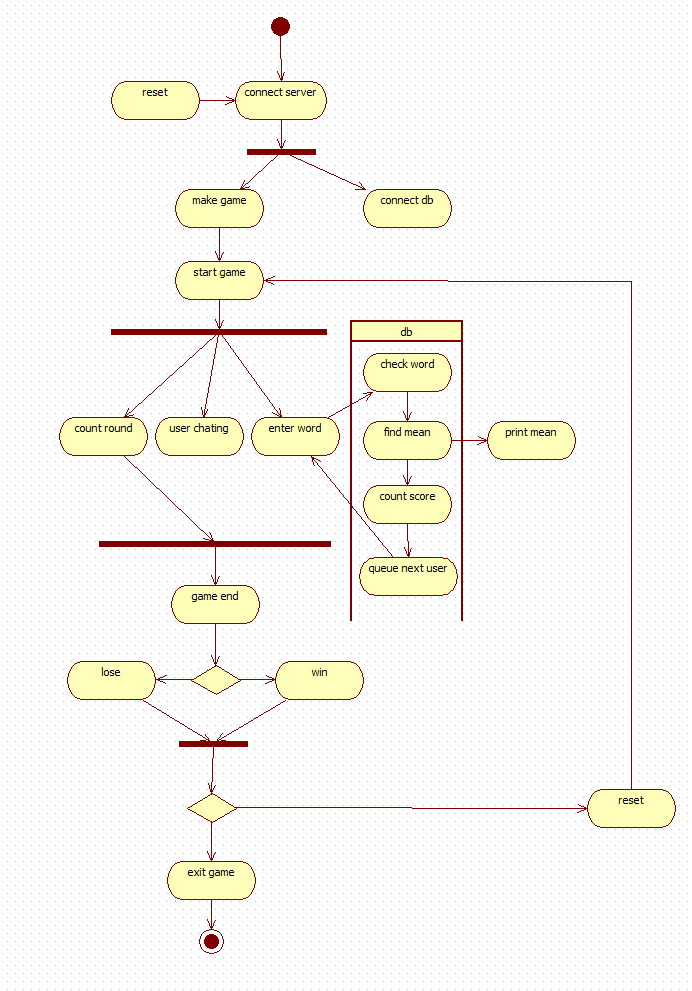 reset
connect server
make game
connect db
start game
db
check word
count round
user chating
enter word
find mean
print mean
count score
queue next user
game end
lose
win
reset
exit game